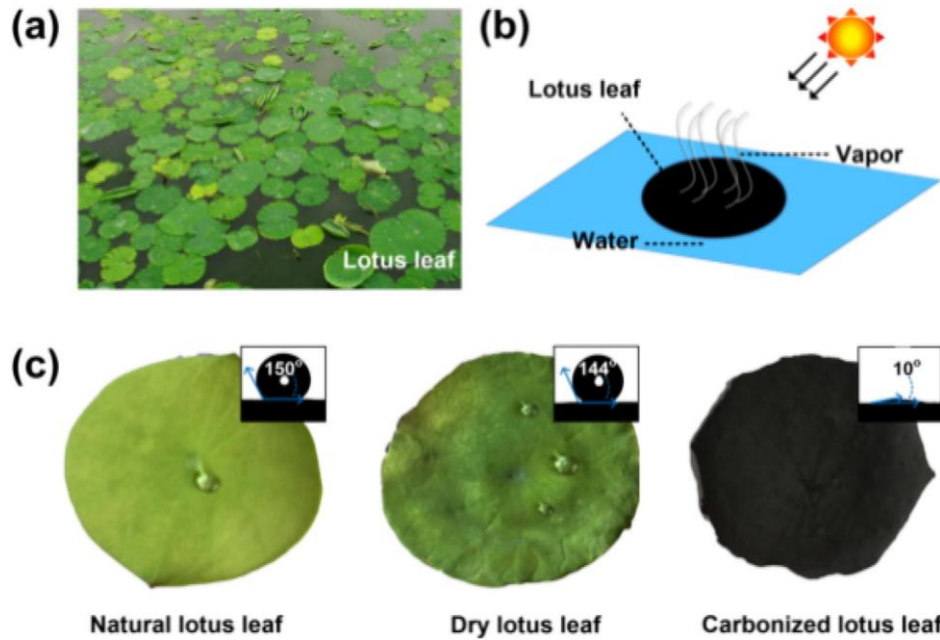 (a)
Lotus leaf
(b)
Lotus leaf
Vapor
Water
(c)
150°
144°
10°
Natural lotus leaf
Dry lotus leaf
Carbonized lotus leaf